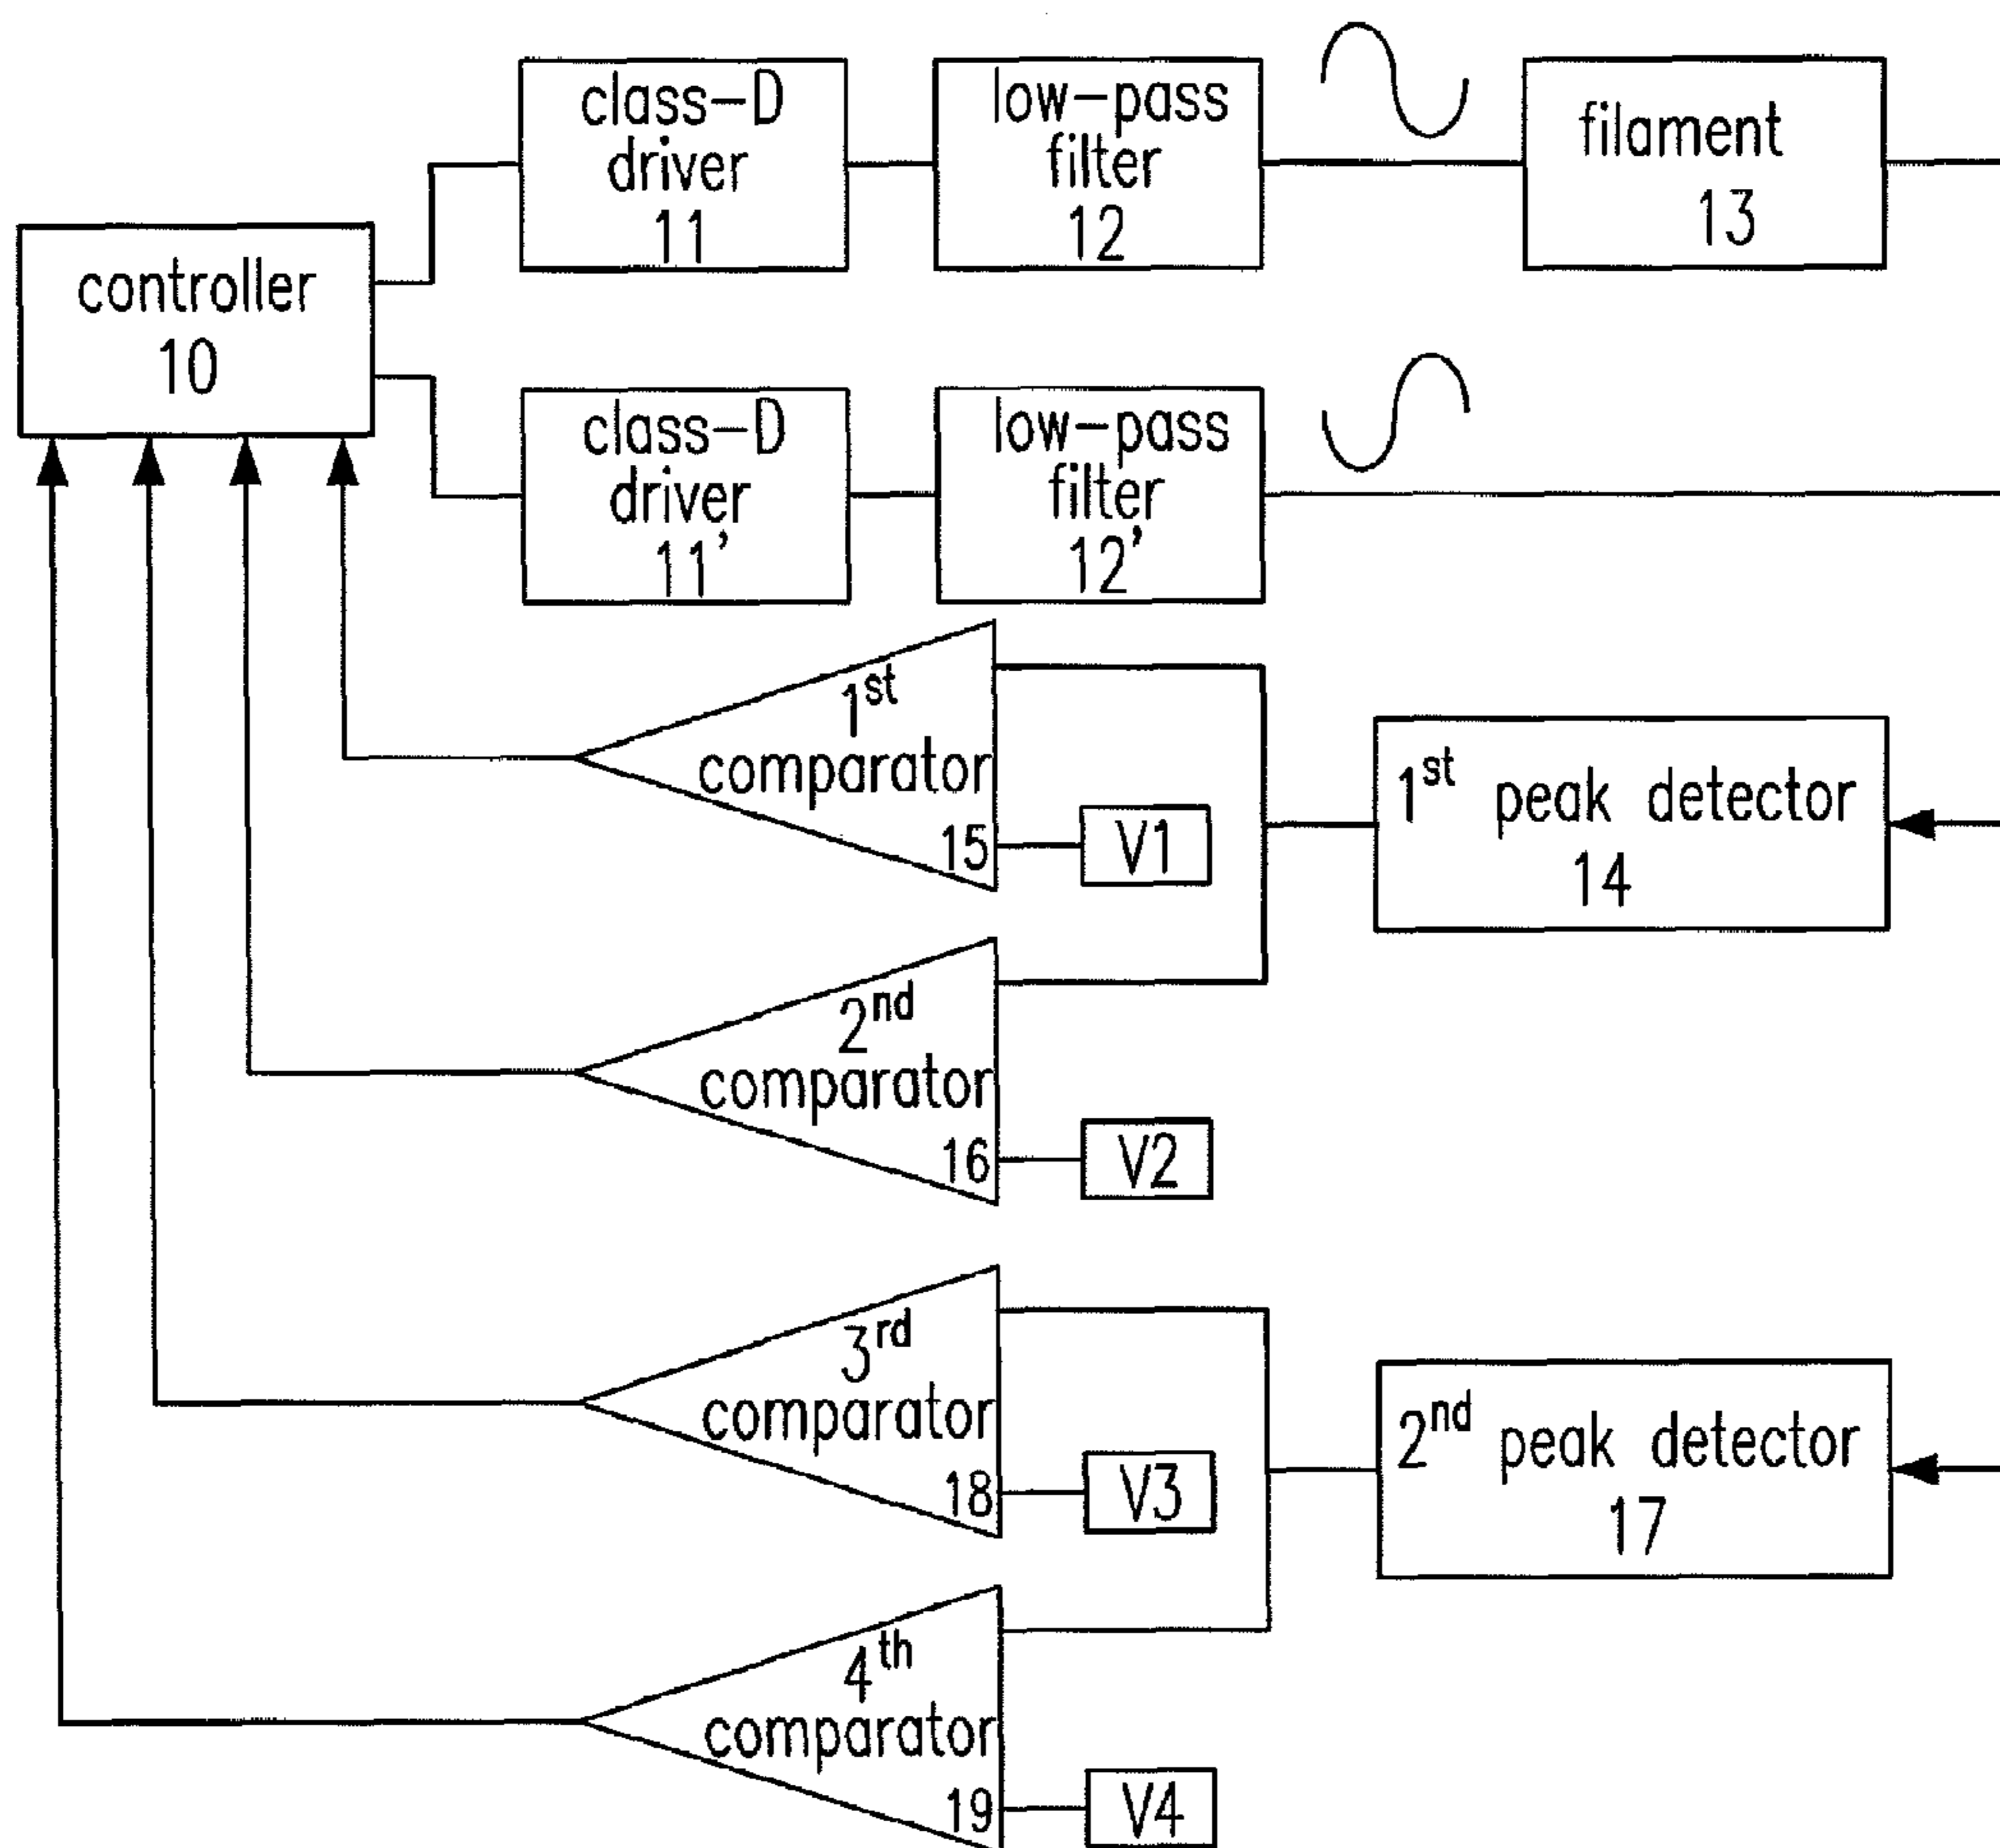 class-D
driver
11
low-pass
filter
12
filament
13
controller
10
class-D
driver
11'
low-pass
filter
12'
1st
comparator
15
V1
1st peak detector
14
2nd
comparator
16
V2
3rd
comparator
18
V3
2nd peak detector
17
4th
comparator
19
V4